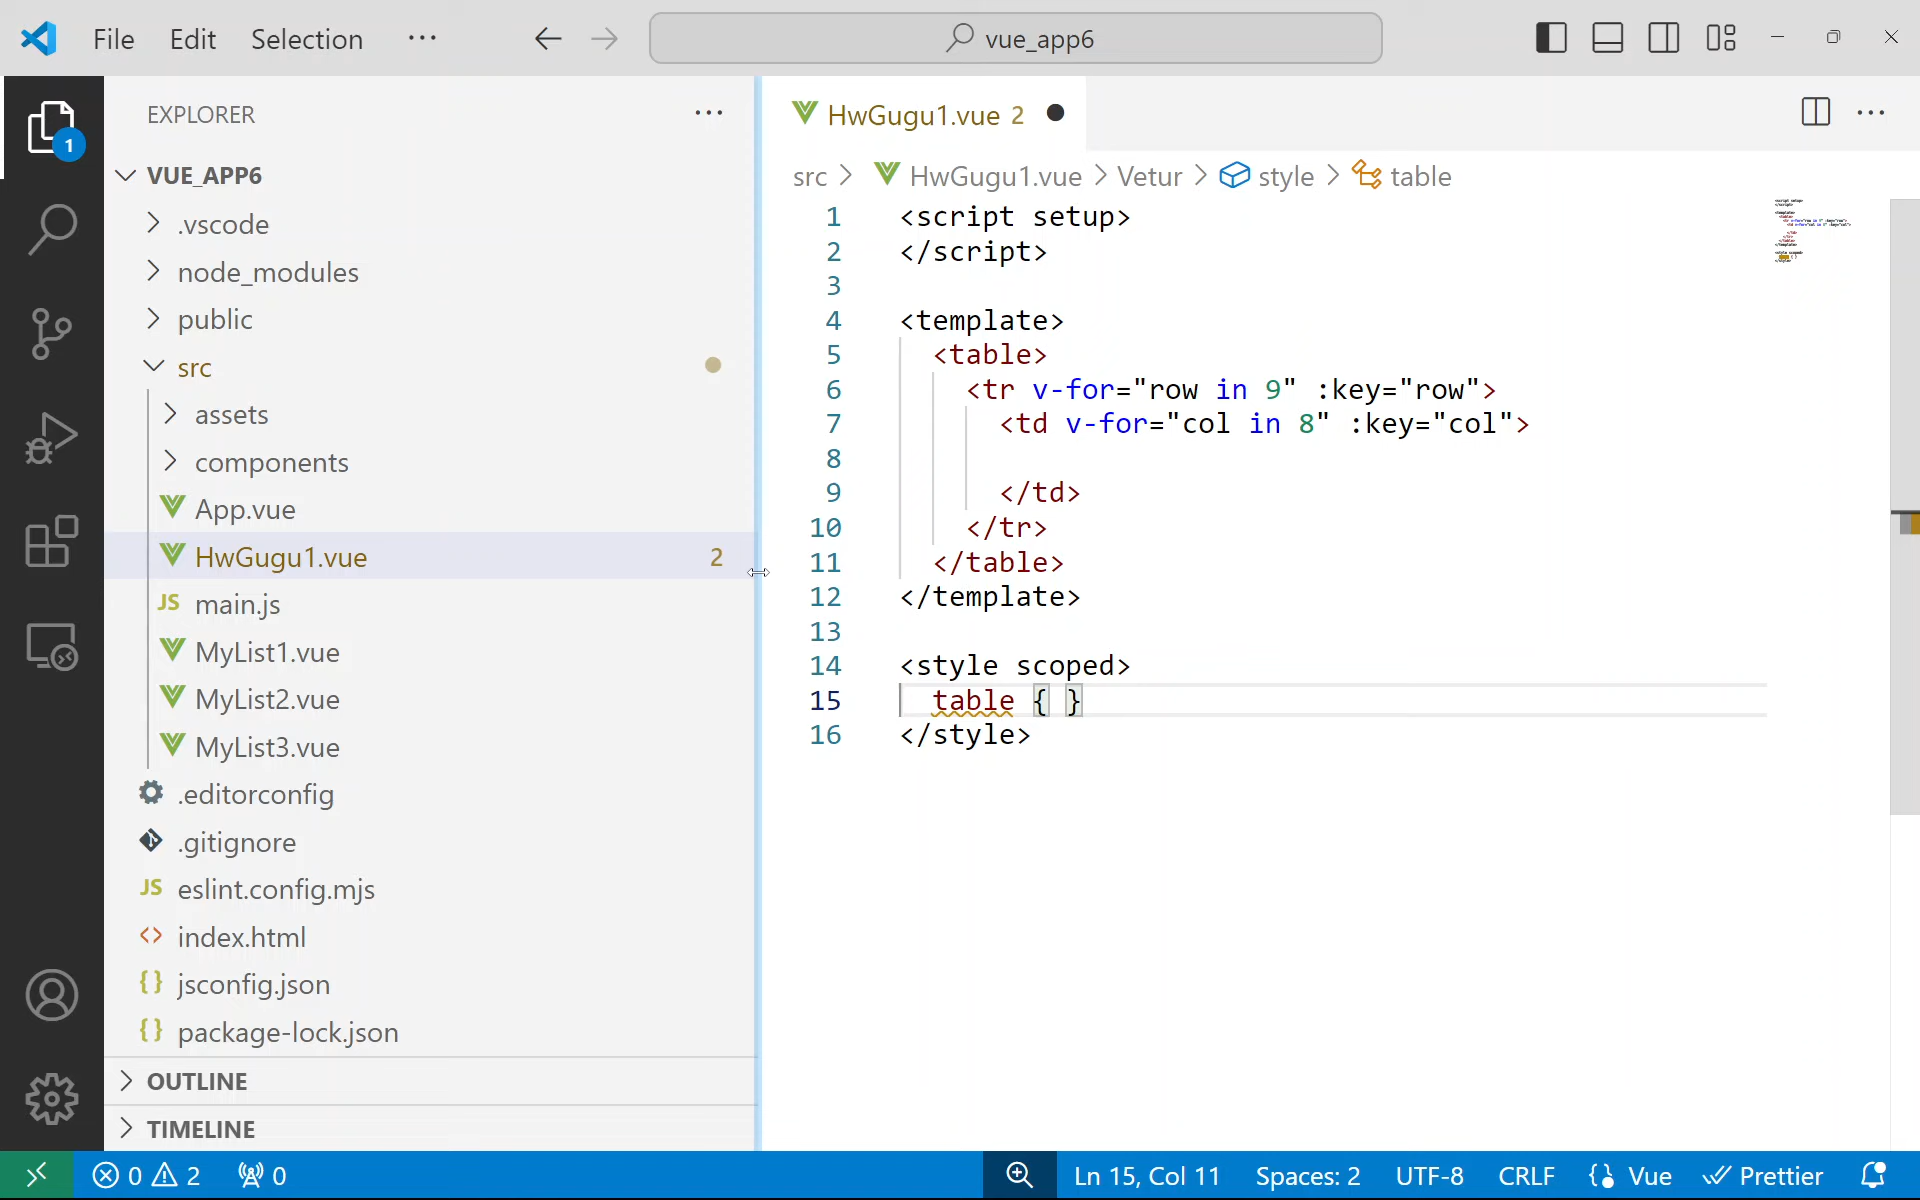 File Edit Selection ··· vue_app6
EXPLORER ···
VUE_APP6
.vscode
node_modules
public
src
assets
components
App.vue
HwGugu1.vue 2
JS main.js
MyList1.vue
MyList2.vue
MyList3.vue
.editorconfig
.gitignore
JS eslint.config.mjs
<> index.html
{} jsconfig.json
{} package-lock.json
OUTLINE
TIMELINE
1
HwGugu1.vue 2 ● ···
src > HwGugu1.vue > Vetur > style > table
1 <script setup>
2 </script>
3
4 <template>
5   <table>
6     <tr v-for="row in 9" :key="row">
7       <td v-for="col in 8" :key="col">
8
9       </td>
10     </tr>
11   </table>
12 </template>
13
14 <style scoped>
15   table { }
16 </style>
0 2 0 Ln 15, Col 11 Spaces: 2 UTF-8 CRLF {} Vue Prettier